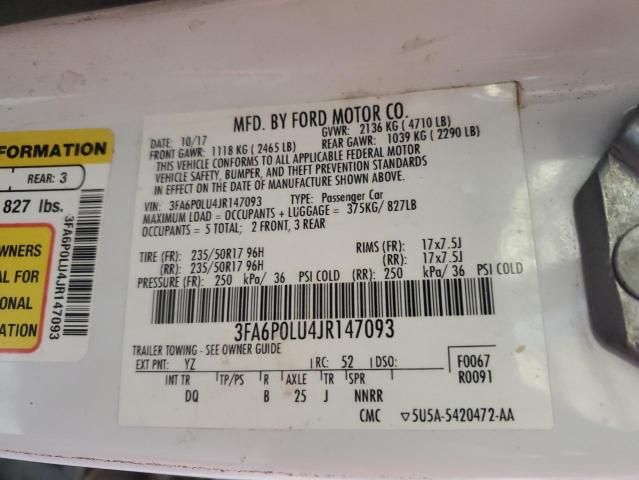 FORMATION
REAR: 3
827 lbs.
WNERS
AL FOR
ONAL
TION
3FA6P0LU4JR147093
MFD. BY FORD MOTOR CO.
DATE: 10/17 GVWR: 2136 KG ( 4710 LB)
FRONT GAWR: 1118 KG ( 2465 LB) REAR GAWR: 1039 KG ( 2290 LB)
THIS VEHICLE CONFORMS TO ALL APPLICABLE FEDERAL MOTOR
VEHICLE SAFETY, BUMPER, AND THEFT PREVENTION STANDARDS
IN EFFECT ON THE DATE OF MANUFACTURE SHOWN ABOVE.
VIN: 3FA6P0LU4JR147093 TYPE: Passenger Car
MAXIMUM LOAD = OCCUPANTS + LUGGAGE = 375KG/ 827LB
OCCUPANTS = 5 TOTAL; 2 FRONT, 3 REAR
TIRE (FR): 235/50R17 96H RIMS (FR): 17x7.5J
(RR): 235/50R17 96H (RR): 17x7.5J
PRESSURE (FR): 250 kPa/ 36 PSI COLD (RR): 250 kPa/ 36 PSI COLD
3FA6P0LU4JR147093
TRAILER TOWING - SEE OWNER GUIDE
EXT PNT: YZ RC: 52 DSO: F0067
R0091
INT TR TP/PS R AXLE TR SPR
DQ B 25 J NNRR
CMC ▽5U5A-5420472-AA